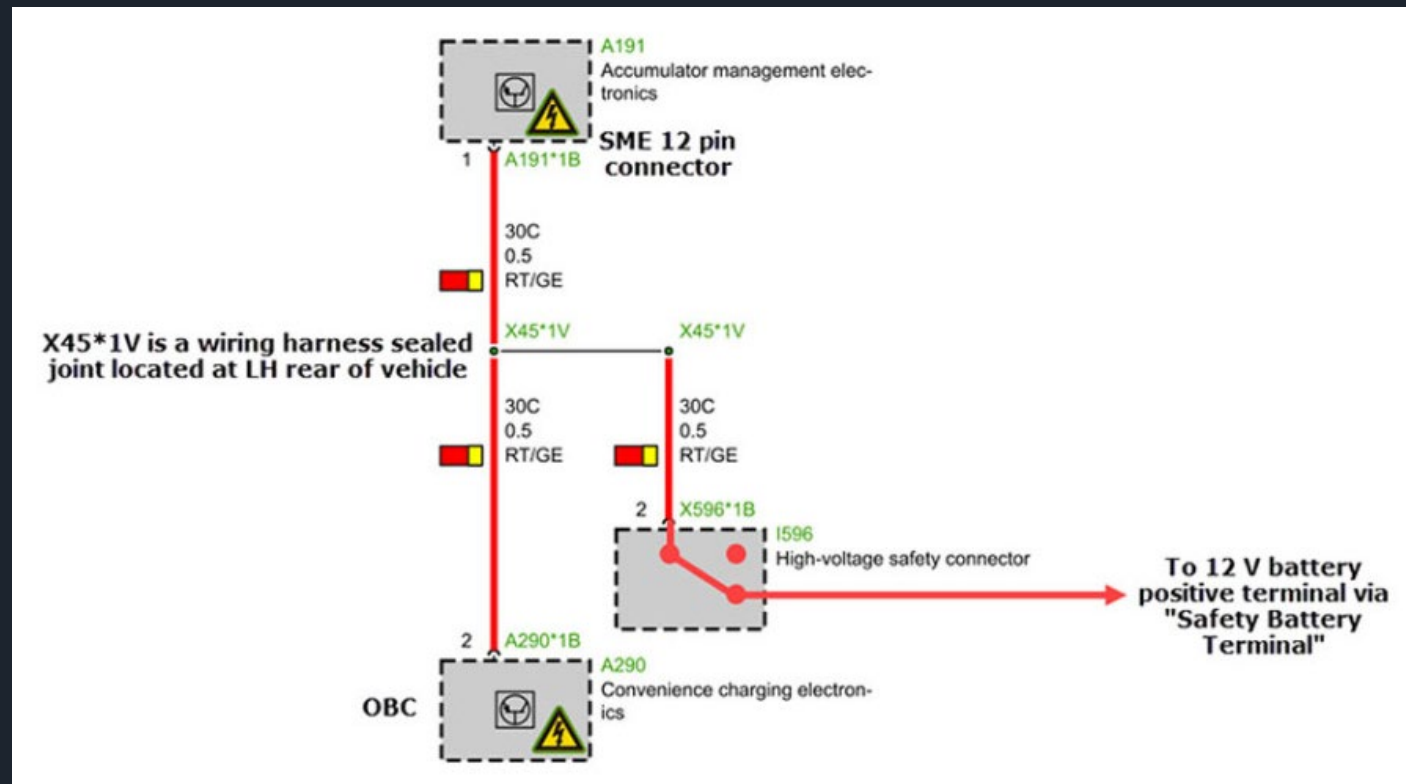 A191
Accumulator management elec-
tronics
SME 12 pin
connector
1 A191*1B
30C
0.5
RT/GE
X45*1V is a wiring harness sealed
joint located at LH rear of vehicle
X45*1V
X45*1V
30C
0.5
RT/GE
30C
0.5
RT/GE
2 X596*1B
I596
High-voltage safety connector
To 12 V battery
positive terminal via
"Safety Battery
Terminal"
2 A290*1B
A290
Convenience charging electron-
ics
OBC